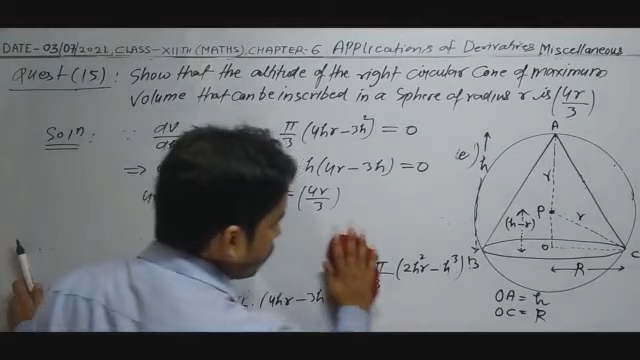 DATE-03/07/2021, CLASS-XIITH (MATHS), CHAPTER-6 Applications of Derivatives Miscellaneous
Quest (15) : Show that the altitude of the right circular cone of maximum
volume that can be inscribed in a sphere of radius r is (4r/3)
Soln : ∵ dv π/3 (4hr-3h²) = 0
⇒ h(4r-3h) = 0
= (4r/3)
(2h²r-h³)
(4hr-3h
A
h
r
P
r
(h-r)
O
R
B
C
OA = h
OC = R